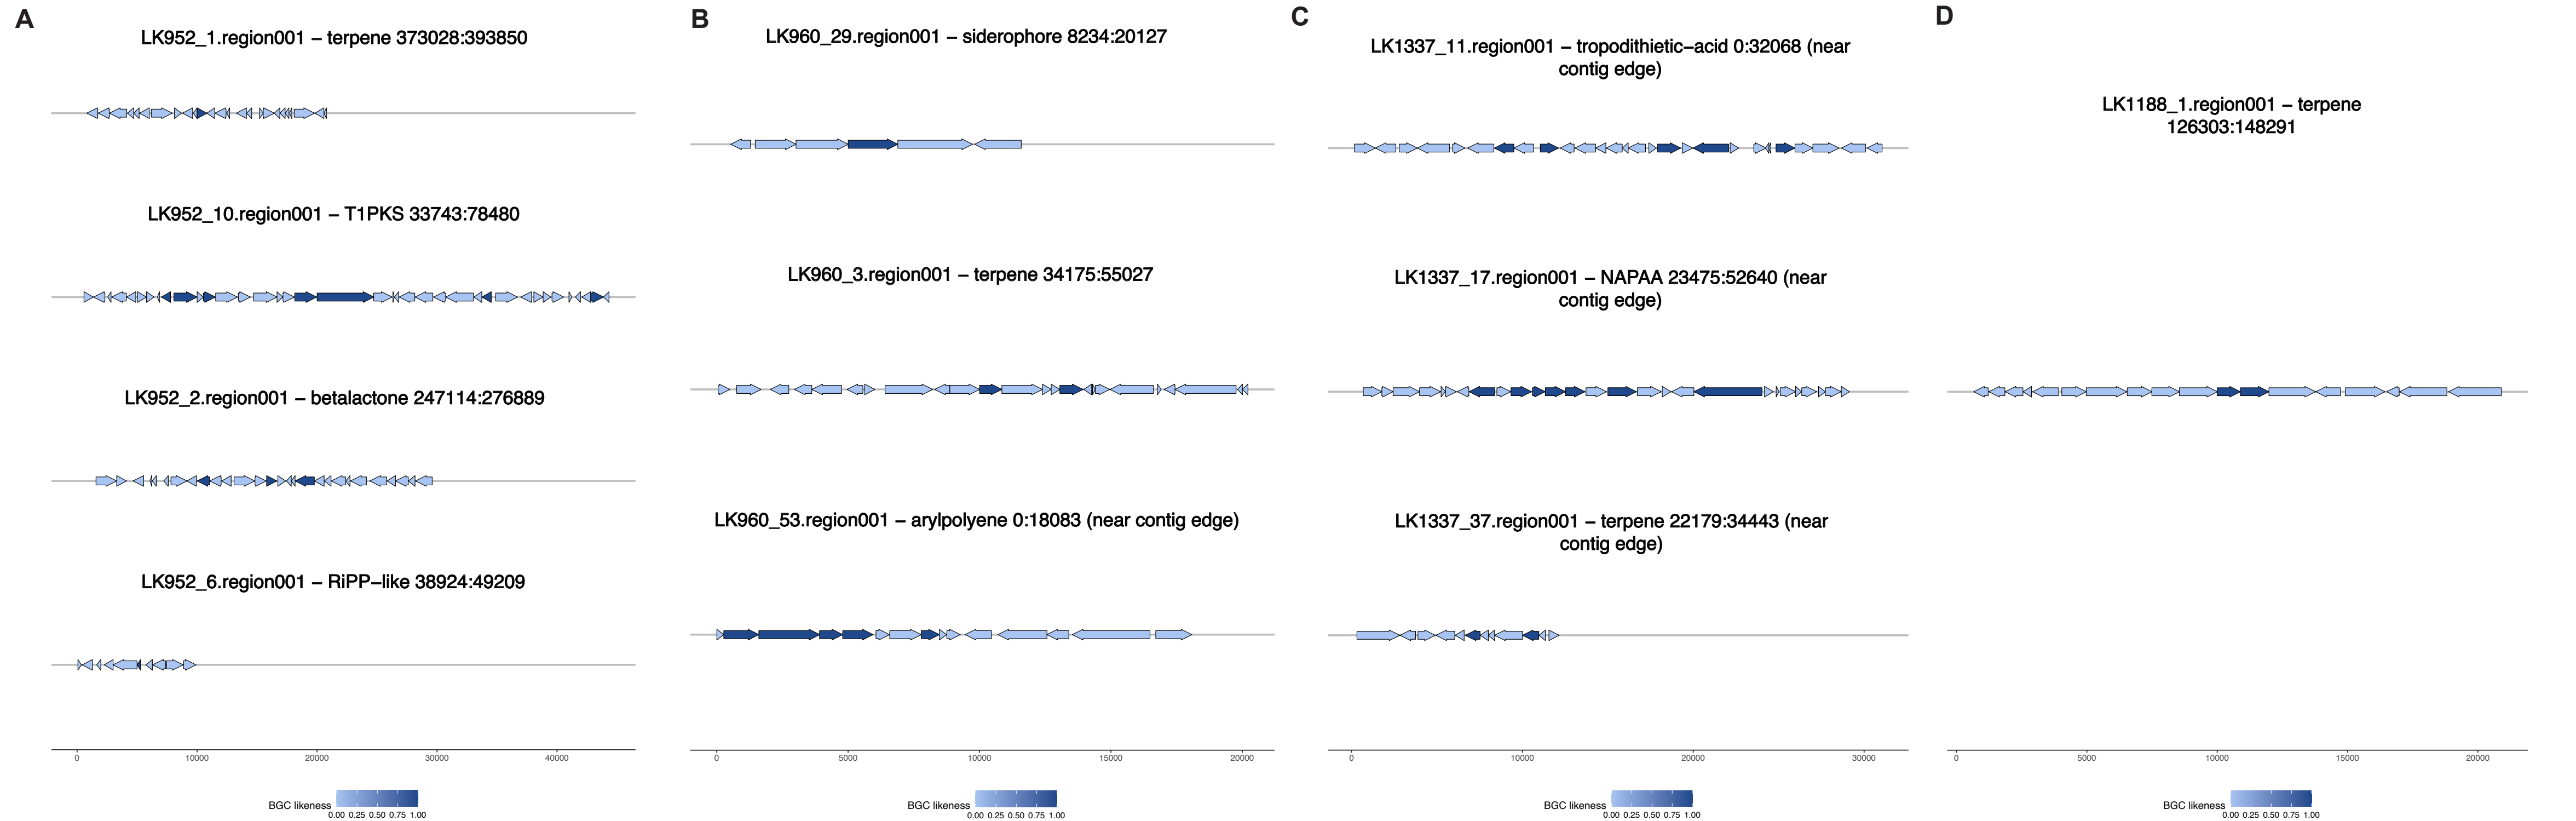 A
LK952_1.region001 – terpene 373028:393850
LK952_10.region001 – T1PKS 33743:78480
LK952_2.region001 – betalactone 247114:276889
LK952_6.region001 – RiPP–like 38924:49209
0 10000 20000 30000 40000
BGC likeness
0.00 0.25 0.50 0.75 1.00
B
LK960_29.region001 – siderophore 8234:20127
LK960_3.region001 – terpene 34175:55027
LK960_53.region001 – arylpolyene 0:18083 (near contig edge)
0 5000 10000 15000 20000
BGC likeness
0.00 0.25 0.50 0.75 1.00
C
LK1337_11.region001 – tropodithietic–acid 0:32068 (near
contig edge)
LK1337_17.region001 – NAPAA 23475:52640 (near
contig edge)
LK1337_37.region001 – terpene 22179:34443 (near
contig edge)
0 10000 20000 30000
BGC likeness
0.00 0.25 0.50 0.75 1.00
D
LK1188_1.region001 – terpene
126303:148291
0 5000 10000 15000 20000
BGC likeness
0.00 0.25 0.50 0.75 1.00